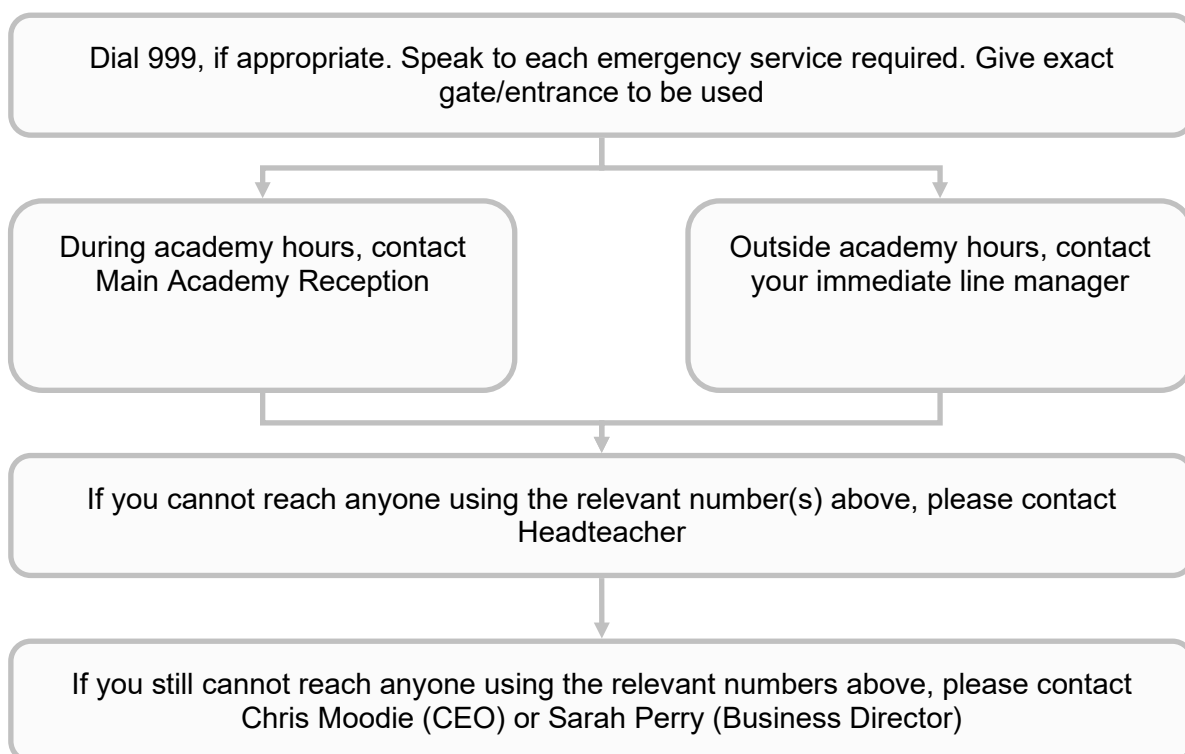 Dial 999, if appropriate. Speak to each emergency service required. Give exact
gate/entrance to be used
During academy hours, contact
Main Academy Reception
Outside academy hours, contact
your immediate line manager
If you cannot reach anyone using the relevant number(s) above, please contact
Headteacher
If you still cannot reach anyone using the relevant numbers above, please contact
Chris Moodie (CEO) or Sarah Perry (Business Director)